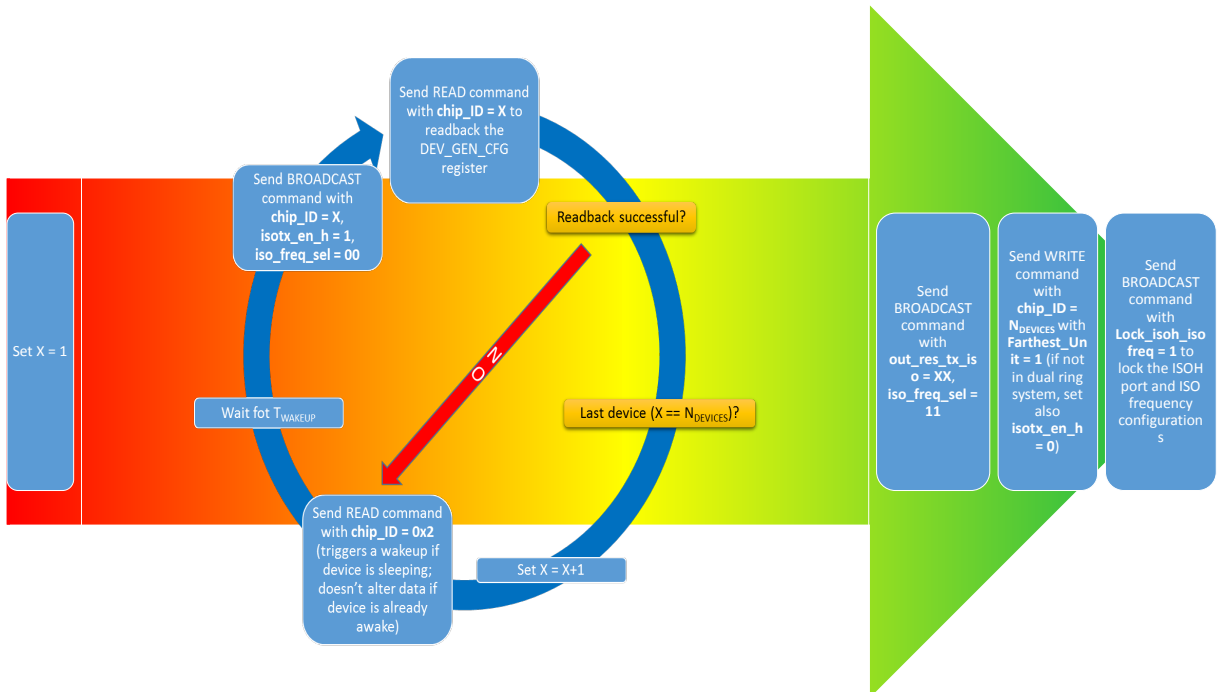 Set X = 1
Send READ command
with chip_ID = X to
readback the
DEV_GEN_CFG
register
Send BROADCAST
command with
chip_ID = X,
isotx_en_h = 1,
iso_freq_sel = 00
Readback successful?
NO
Wait fot TWAKEUP
Last device (X == NDEVICES)?
Send READ command
with chip_ID = 0x2
(triggers a wakeup if
device is sleeping;
doesn't alter data if
device is already
awake)
Set X = X+1
Send
BROADCAST
command
with
out_res_tx_is
o = XX,
iso_freq_sel =
11
Send WRITE
command
with
chip_ID =
NDEVICES with
Farthest_Un
it = 1 (if not
in dual ring
system, set
also
isotx_en_h
= 0)
Send
BROADCAST
command
with
Lock_isoh_iso
freq = 1 to
lock the ISOH
port and ISO
frequency
configuration
s